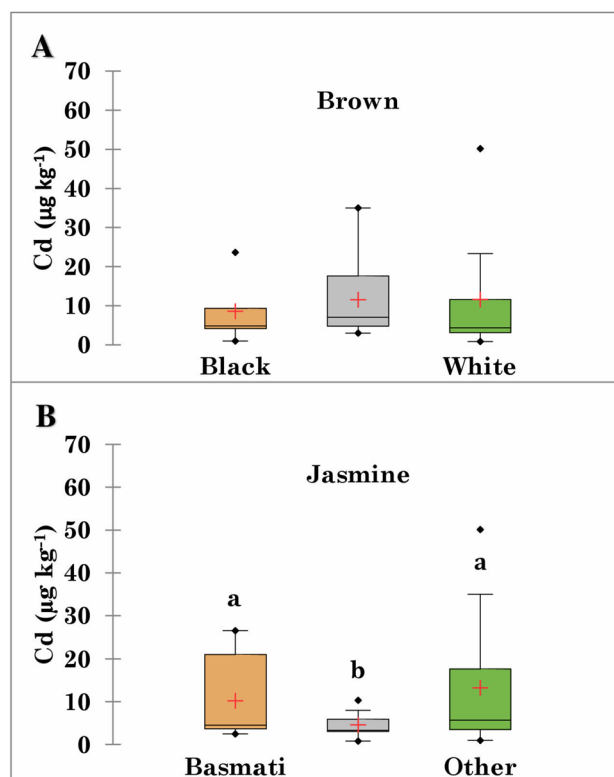 A
70
Brown
60
50
40
30
20
10
0
Cd (µg kg-1)
Black
White
B
70
Jasmine
60
50
a
40
a
30
b
20
10
0
Cd (µg kg-1)
Basmati
Other